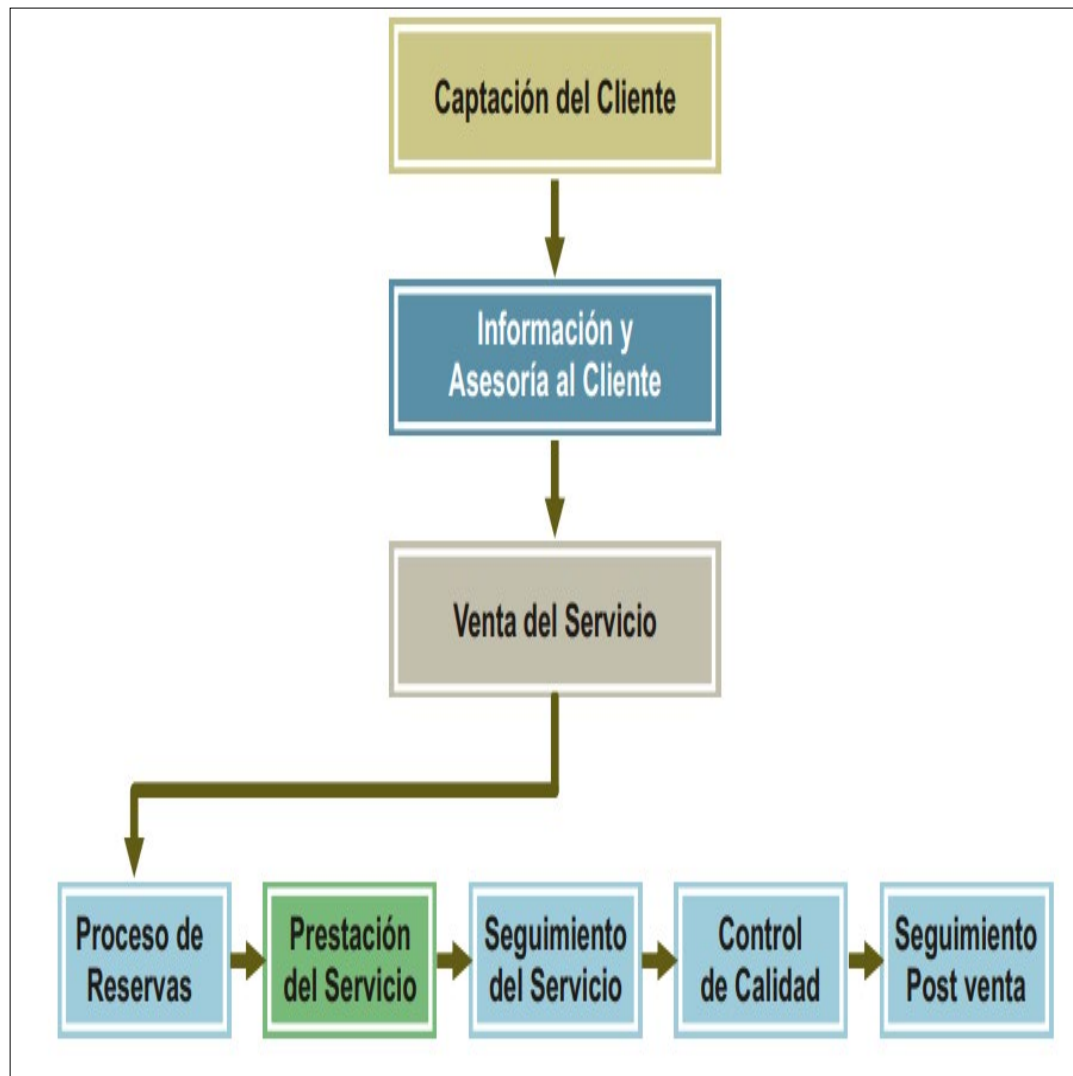 Captación del Cliente
Información y
Asesoría al Cliente
Venta del Servicio
Proceso de
Reservas
Prestación
del Servicio
Seguimiento
del Servicio
Control
de Calidad
Seguimiento
Post venta